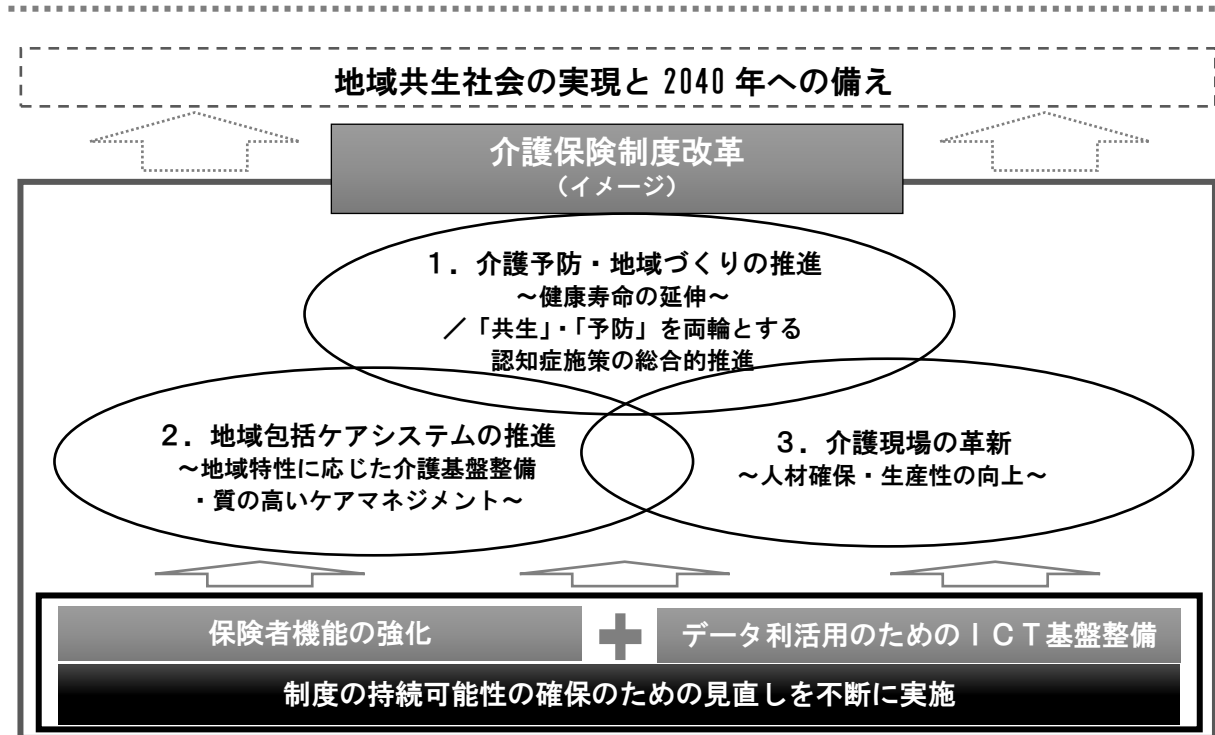 地域共生社会の実現と 2040 年への備え
介護保険制度改革
（イメージ）
１．介護予防・地域づくりの推進
～健康寿命の延伸～
／「共生」・「予防」を両輪とする
認知症施策の総合的推進
２．地域包括ケアシステムの推進
～地域特性に応じた介護基盤整備
・質の高いケアマネジメント～
３．介護現場の革新
～人材確保・生産性の向上～
保険者機能の強化
データ利活用のためのＩＣＴ基盤整備
制度の持続可能性の確保のための見直しを不断に実施